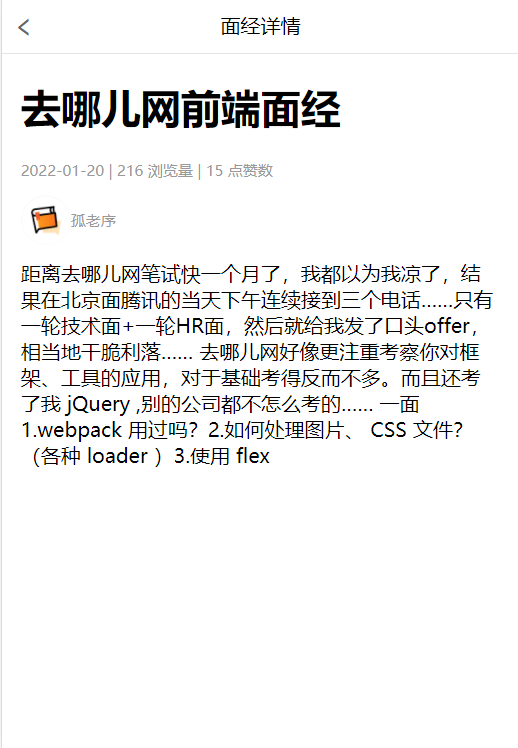 面经详情
去哪儿网前端面经
2022-01-20 | 216 浏览量 | 15 点赞数
孤老序
距离去哪儿网笔试快一个月了，我都以为我凉了，结
果在北京面腾讯的当天下午连续接到三个电话……只有
一轮技术面+一轮HR面，然后就给我发了口头offer，
相当地干脆利落…… 去哪儿网好像更注重考察你对框
架、工具的应用，对于基础考得反而不多。而且还考
了我 jQuery ,别的公司都不怎么考的…… 一面
1.webpack 用过吗？2.如何处理图片、 CSS 文件？
（各种 loader ）3.使用 flex